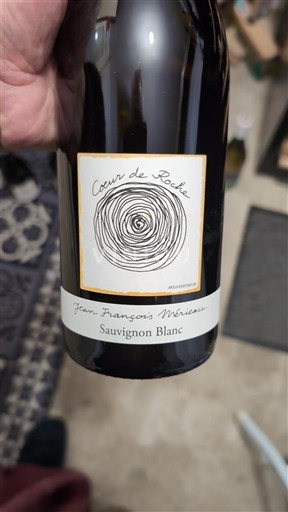 Cœur de Roche
Jean François Mérieau
Sauvignon Blanc